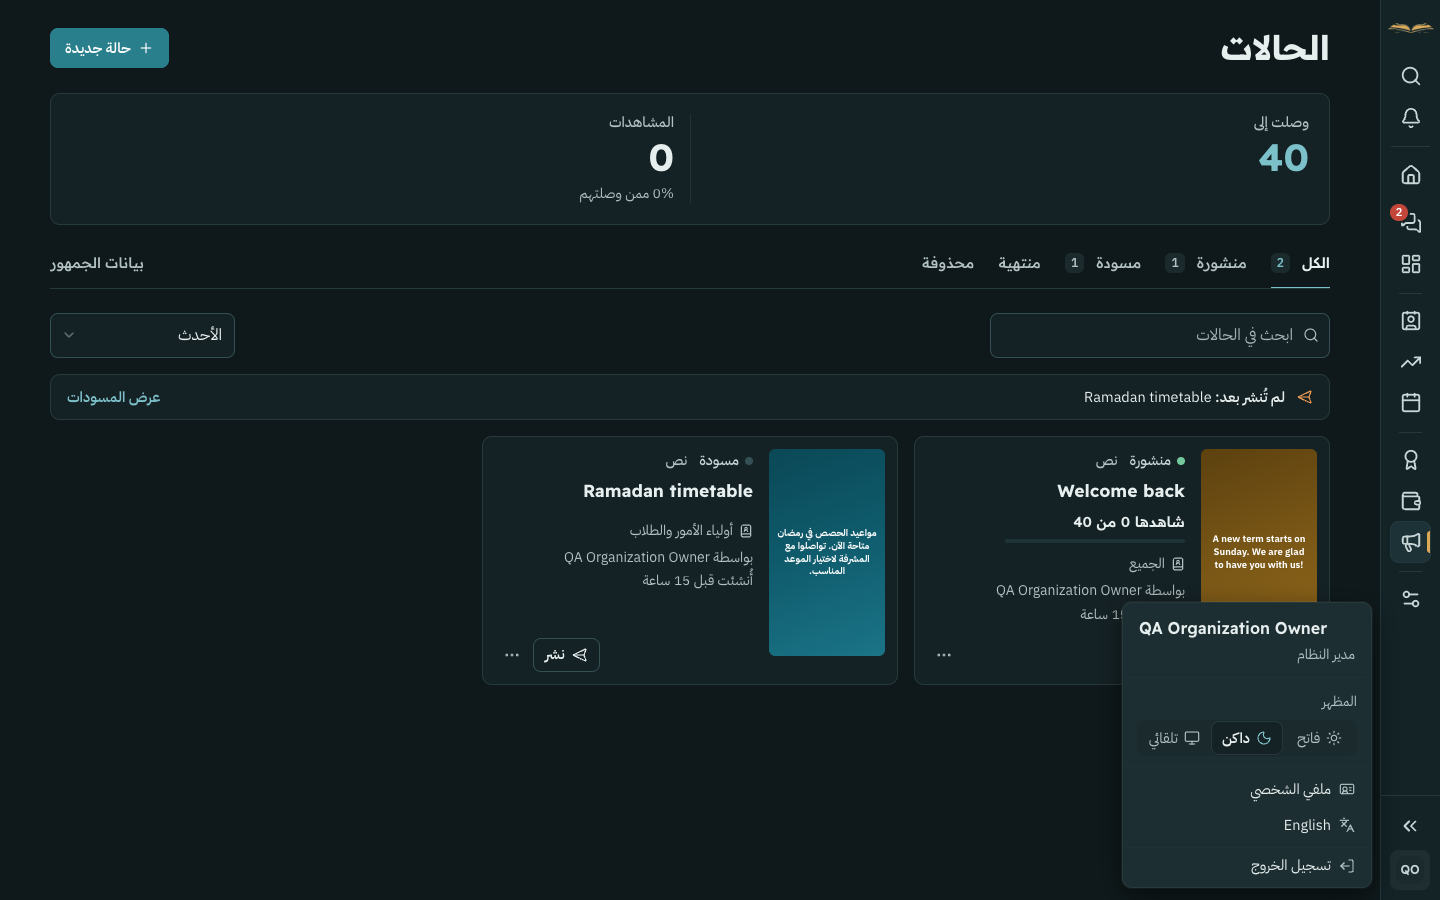 الحالات
حالة جديدة
وصلت إلى
40
المشاهدات
0
0% ممن وصلتهم
الكل 2
منشورة 1
مسودة 1
منتهية
محذوفة
بيانات الجمهور
ابحث في الحالات
الأحدث
لم تُنشر بعد: Ramadan timetable
عرض المسودات
A new term starts on
Sunday. We are glad
to have you with us!
منشورة نص
Welcome back
شاهدها 0 من 40
الجميع
بواسطة QA Organization Owner
15 ساعة
مواعيد الحصص في رمضان
متاحة الآن. تواصلوا مع
المشرفة لاختيار الموعد
المناسب.
مسودة نص
Ramadan timetable
أولياء الأمور والطلاب
بواسطة QA Organization Owner
أُنشئت قبل 15 ساعة
نشر
2
QA Organization Owner
مدير النظام
المظهر
فاتح
داكن
تلقائي
ملفي الشخصي
English
تسجيل الخروج
QO